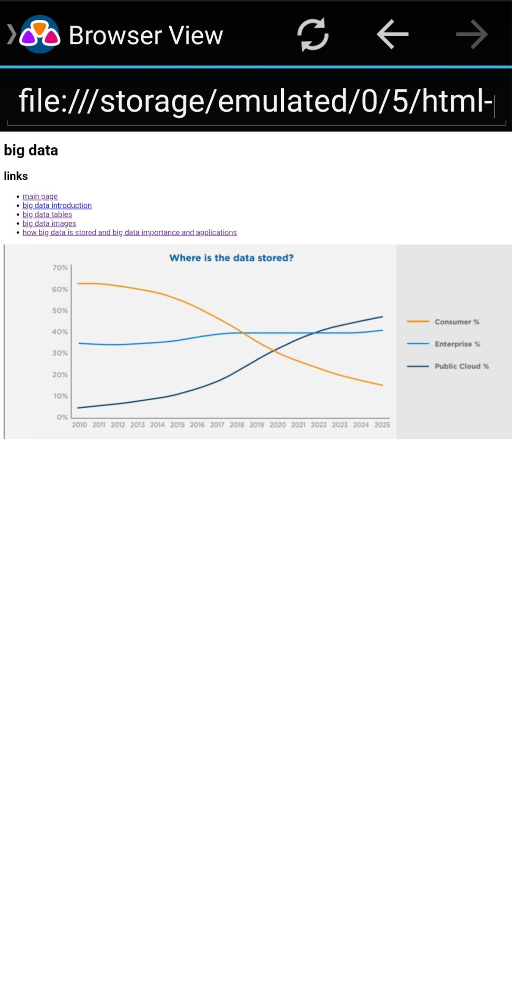 Browser View
file:///storage/emulated/0/5/html-
big data
links
main page
big data introduction
big data tables
big data images
how big data is stored and big data importance and applications
Where is the data stored?
70%
60%
50%
40%
30%
20%
10%
0%
2010 2011 2012 2013 2014 2015 2016 2017 2018 2019 2020 2021 2022 2023 2024 2025
Consumer %
Enterprise %
Public Cloud %